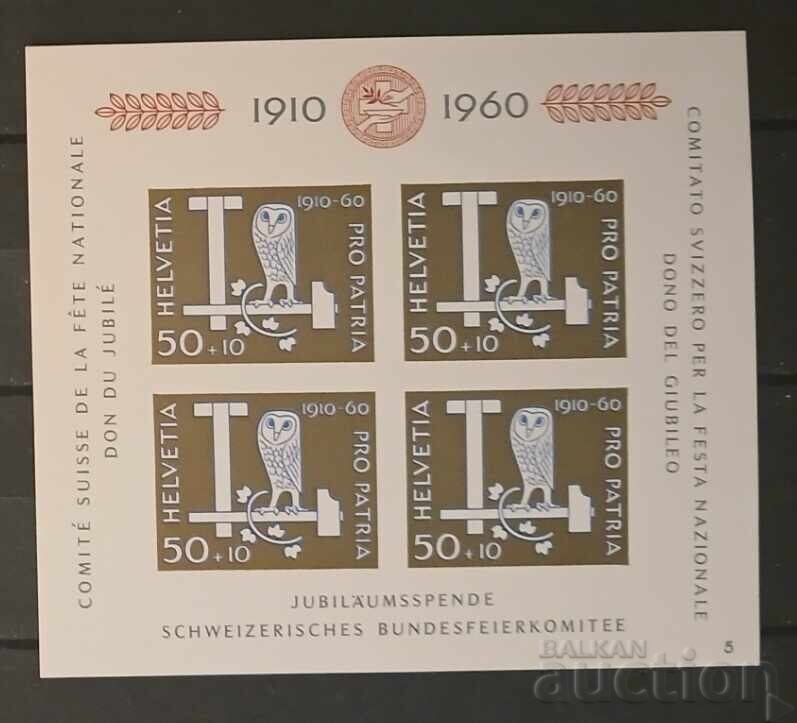 1910 1960
COMITÉ SUISSE DE LA FÊTE NATIONALE
DON DU JUBILÉ
HELVETIA
1910-60
PRO PATRIA
50+10
HELVETIA
1910-60
PRO PATRIA
50+10
HELVETIA
1910-60
PRO PATRIA
50+10
HELVETIA
1910-60
PRO PATRIA
50+10
COMITATO SVIZZERO PER LA FESTA NAZIONALE
DONO DEL GIUBILEO
JUBILÄUMSSPENDE
SCHWEIZERISCHES BUNDESFEIERKOMITEE
5
BALKAN
auction